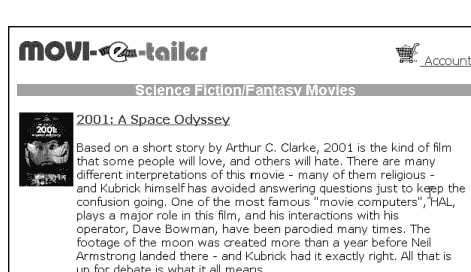 MOVI-e-tailer
Account
Science Fiction/Fantasy Movies
2001: A Space Odyssey
2001:
Based on a short story by Arthur C. Clarke, 2001 is the kind of film
that some people will love, and others will hate. There are many
different interpretations of this movie - many of them religious -
and Kubrick himself has avoided answering questions just to keep the
confusion going. One of the most famous "movie computers", HAL,
plays a major role in this film, and his interactions with his
operator, Dave Bowman, have been parodied many times. The
footage of the moon was created more than a year before Neil
Armstrong landed there - and Kubrick had it exactly right. All that is
up for debate is what it all means.